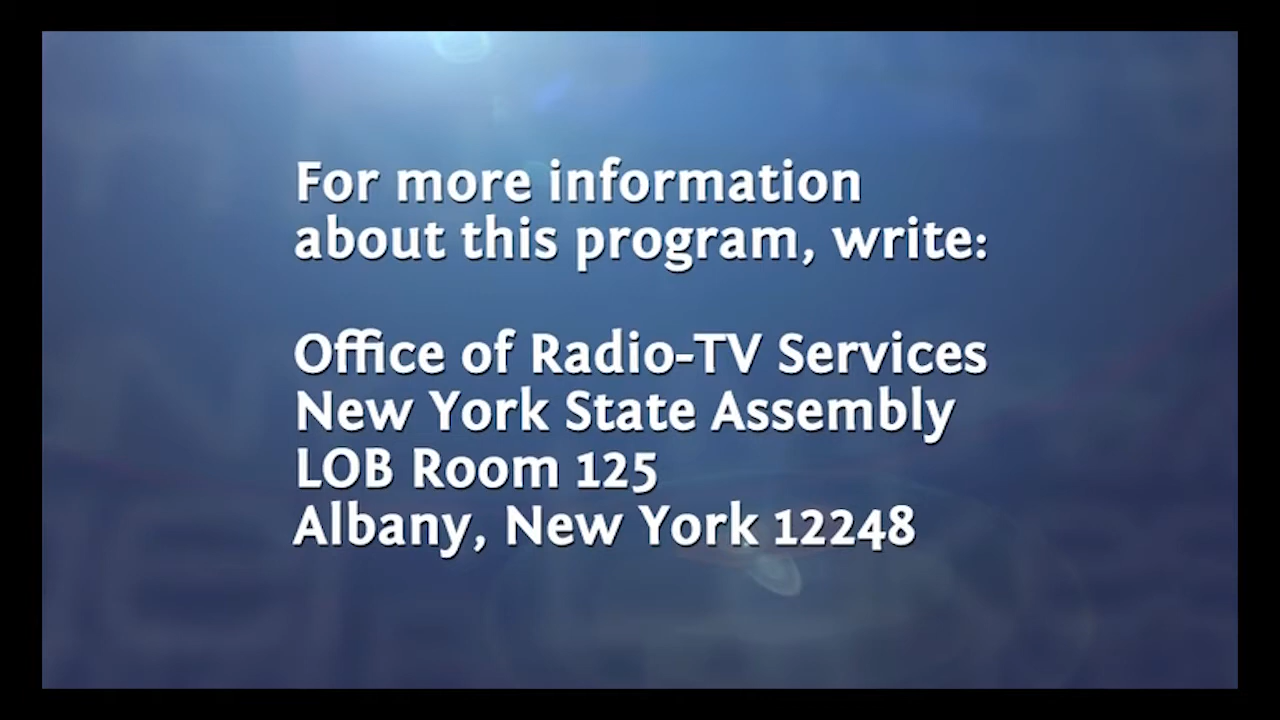 For more information
about this program, write:
Office of Radio-TV Services
New York State Assembly
LOB Room 125
Albany, New York 12248